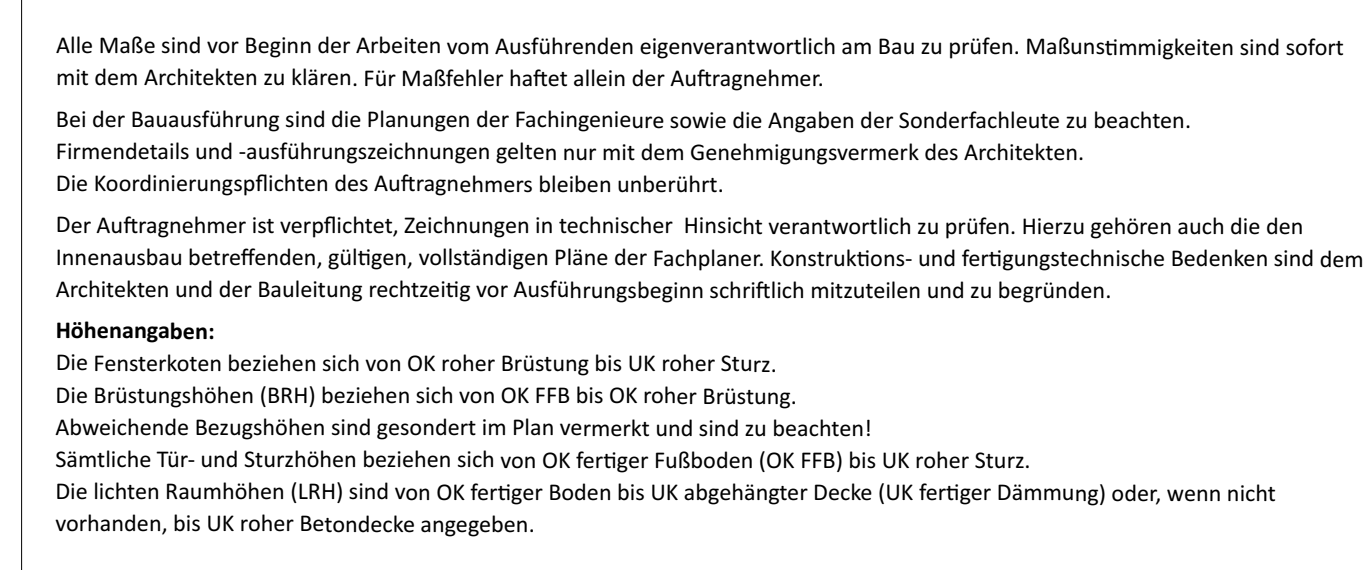 Alle Maße sind vor Beginn der Arbeiten vom Ausführenden eigenverantwortlich am Bau zu prüfen. Maßunstimmigkeiten sind sofort
mit dem Architekten zu klären. Für Maßfehler haftet allein der Auftragnehmer.
Bei der Bauausführung sind die Planungen der Fachingenieure sowie die Angaben der Sonderfachleute zu beachten.
Firmendetails und -ausführungszeichnungen gelten nur mit dem Genehmigungsvermerk des Architekten.
Die Koordinierungspflichten des Auftragnehmers bleiben unberührt.
Der Auftragnehmer ist verpflichtet, Zeichnungen in technischer Hinsicht verantwortlich zu prüfen. Hierzu gehören auch die den
Innenausbau betreffenden, gültigen, vollständigen Pläne der Fachplaner. Konstruktions- und fertigungstechnische Bedenken sind dem
Architekten und der Bauleitung rechtzeitig vor Ausführungsbeginn schriftlich mitzuteilen und zu begründen.
Höhenangaben:
Die Fensterkoten beziehen sich von OK roher Brüstung bis UK roher Sturz.
Die Brüstungshöhen (BRH) beziehen sich von OK FFB bis OK roher Brüstung.
Abweichende Bezugshöhen sind gesondert im Plan vermerkt und sind zu beachten!
Sämtliche Tür- und Sturzhöhen beziehen sich von OK fertiger Fußboden (OK FFB) bis UK roher Sturz.
Die lichten Raumhöhen (LRH) sind von OK fertiger Boden bis UK abgehängter Decke (UK fertiger Dämmung) oder, wenn nicht
vorhanden, bis UK roher Betondecke angegeben.